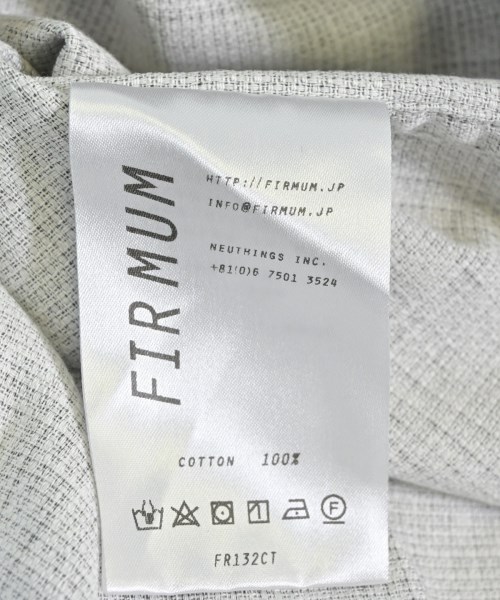 FIRMUM
HTTP://FIRMUM.JP
INFO@FIRMUM.JP
NEUTHINGS INC.
+81(0)6 7501 3524
COTTON 100%
F
FR132CT